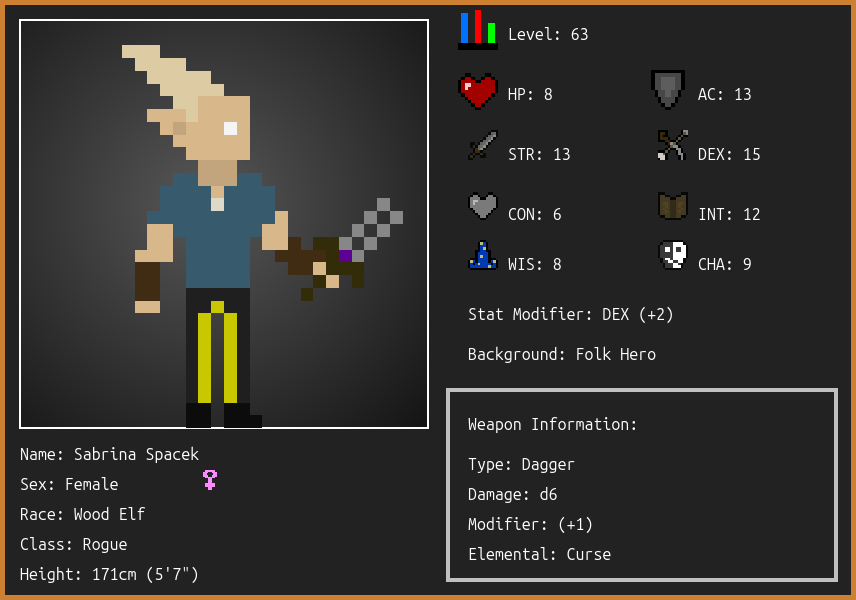 Level: 63
HP: 8
AC: 13
STR: 13
DEX: 15
CON: 6
INT: 12
WIS: 8
CHA: 9
Stat Modifier: DEX (+2)
Background: Folk Hero
Weapon Information:
Type: Dagger
Damage: d6
Modifier: (+1)
Elemental: Curse
Name: Sabrina Spacek
Sex: Female
Race: Wood Elf
Class: Rogue
Height: 171cm (5'7")